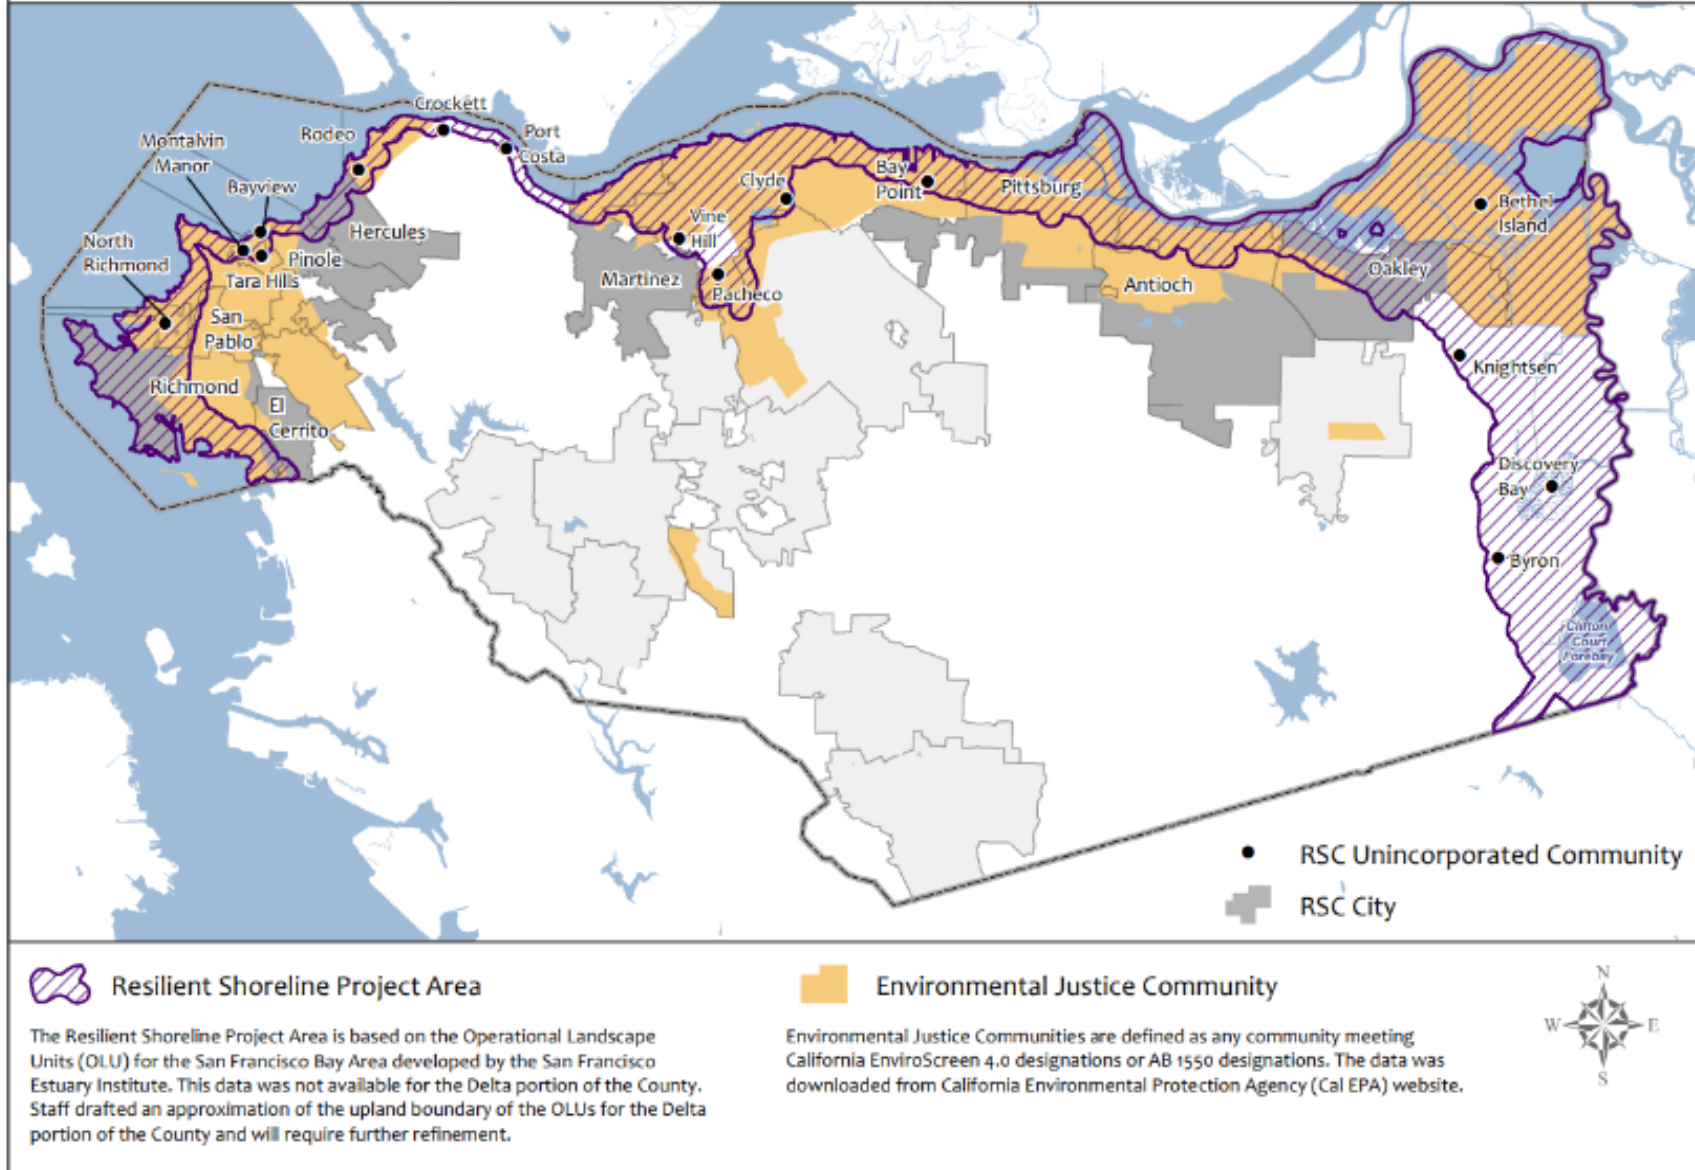 Crockett
Rodeo
Port
Costa
Montalvin
Manor
Bayview
Hercules
North
Richmond
Pinole
Tara Hills
San
Pablo
Richmond
El
Cerrito
Clyde
Vine
Hill
Martinez
Pacheco
Bay
Point
Pittsburg
Antioch
Oakley
Bethel
Island
Knightsen
Discovery
Bay
Byron
Clifton
Court
Forebay
RSC Unincorporated Community
RSC City
Resilient Shoreline Project Area
The Resilient Shoreline Project Area is based on the Operational Landscape
Units (OLU) for the San Francisco Bay Area developed by the San Francisco
Estuary Institute. This data was not available for the Delta portion of the County.
Staff drafted an approximation of the upland boundary of the OLUs for the Delta
portion of the County and will require further refinement.
Environmental Justice Community
Environmental Justice Communities are defined as any community meeting
California EnviroScreen 4.0 designations or AB 1550 designations. The data was
downloaded from California Environmental Protection Agency (Cal EPA) website.
N
W E
S